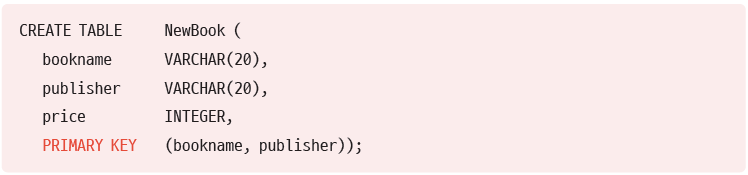 CREATE TABLE NewBook (
bookname VARCHAR(20),
publisher VARCHAR(20),
price INTEGER,
PRIMARY KEY (bookname, publisher));